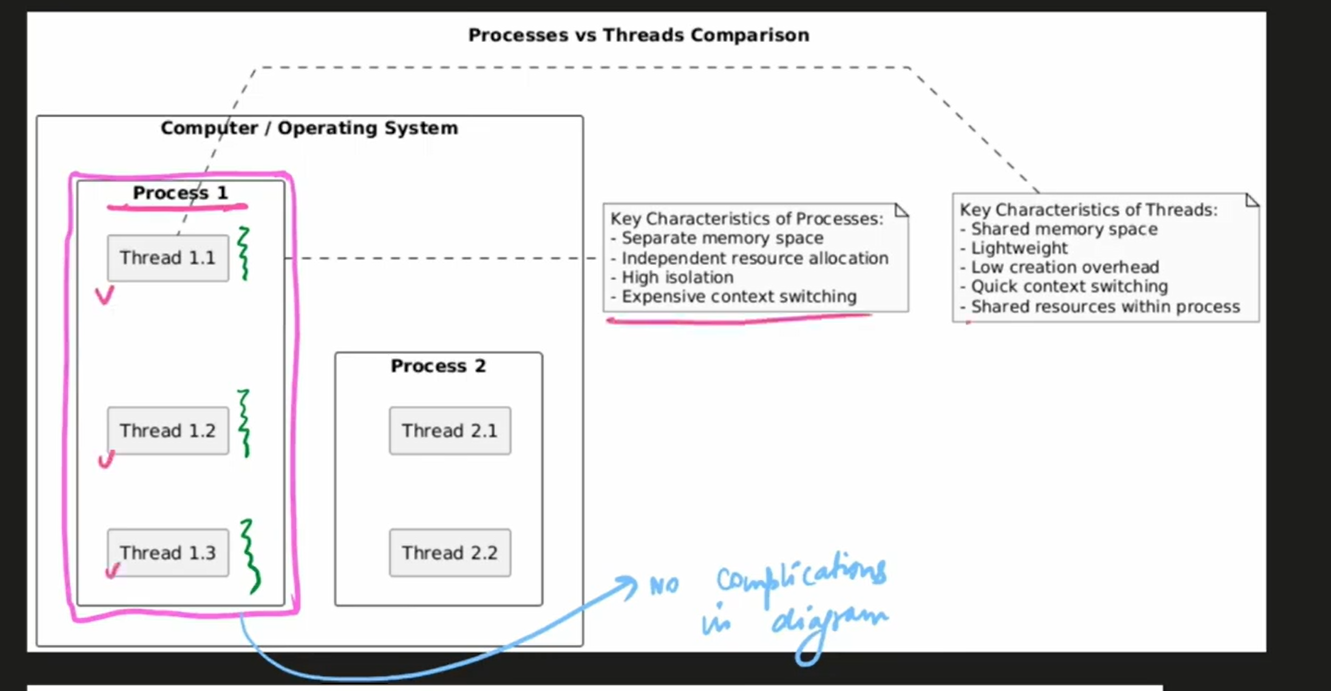 Processes vs Threads Comparison
Computer / Operating System
Process 1
Thread 1.1
Thread 1.2
Thread 1.3
Process 2
Thread 2.1
Thread 2.2
Key Characteristics of Processes:
- Separate memory space
- Independent resource allocation
- High isolation
- Expensive context switching
Key Characteristics of Threads:
- Shared memory space
- Lightweight
- Low creation overhead
- Quick context switching
- Shared resources within process
NO complications
in diagram